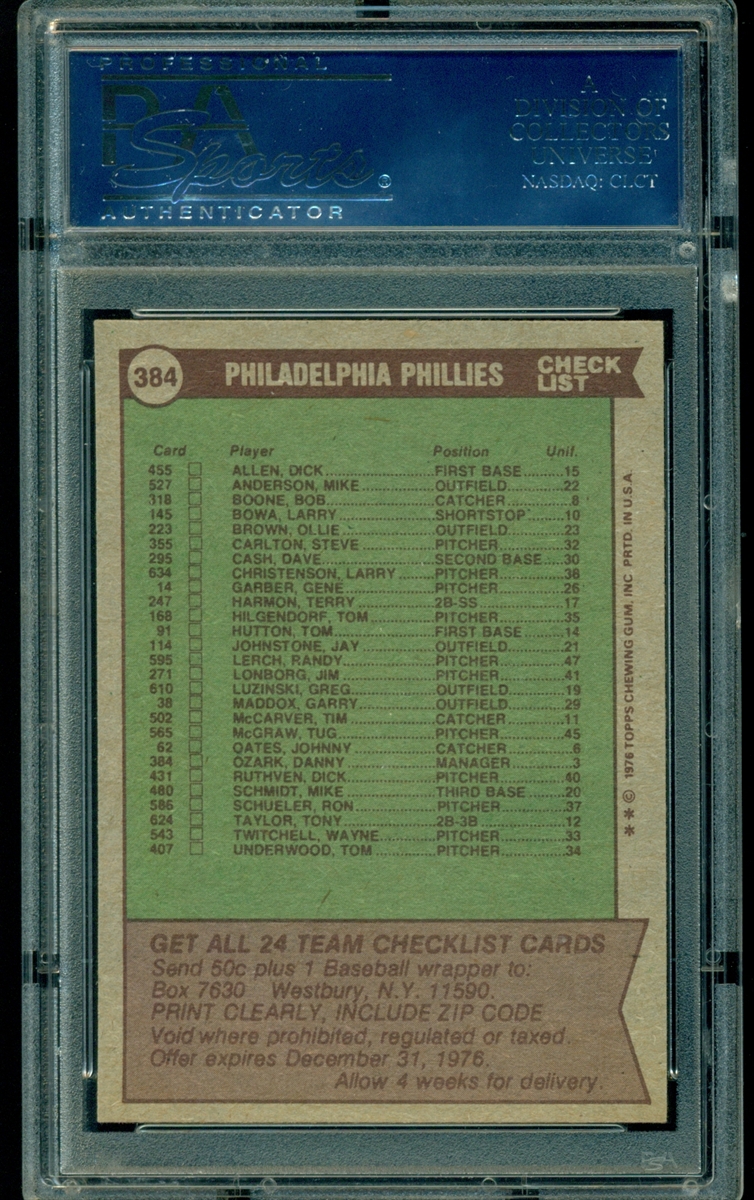 PROFESSIONAL
PSA
Sports ®
AUTHENTICATOR
A
DIVISION OF
COLLECTORS
UNIVERSE
NASDAQ: CLCT
384 PHILADELPHIA PHILLIES CHECK LIST
Card Player Position Unif.
455 ALLEN, DICK FIRST BASE 15
527 ANDERSON, MIKE OUTFIELD 22
318 BOONE, BOB CATCHER 8
145 BOWA, LARRY SHORTSTOP 10
223 BROWN, OLLIE OUTFIELD 23
355 CARLTON, STEVE PITCHER 32
295 CASH, DAVE SECOND BASE 30
634 CHRISTENSON, LARRY PITCHER 38
14 GARBER, GENE PITCHER 26
247 HARMON, TERRY 2B-SS 17
168 HILGENDORF, TOM PITCHER 35
91 HUTTON, TOM FIRST BASE 14
114 JOHNSTONE, JAY OUTFIELD 21
595 LERCH, RANDY PITCHER 47
271 LONBORG, JIM PITCHER 41
610 LUZINSKI, GREG OUTFIELD 19
38 MADDOX, GARRY OUTFIELD 29
502 McCARVER, TIM CATCHER 11
565 McGRAW, TUG PITCHER 45
62 OATES, JOHNNY CATCHER 6
384 OZARK, DANNY MANAGER 3
431 RUTHVEN, DICK PITCHER 40
480 SCHMIDT, MIKE THIRD BASE 20
586 SCHUELER, RON PITCHER 37
624 TAYLOR, TONY 2B-3B 12
543 TWITCHELL, WAYNE PITCHER 33
407 UNDERWOOD, TOM PITCHER 34
**© 1976 TOPPS CHEWING GUM, INC PRTD. IN U.S.A.
GET ALL 24 TEAM CHECKLIST CARDS
Send 50c plus 1 Baseball wrapper to:
Box 7630 Westbury, N.Y. 11590.
PRINT CLEARLY, INCLUDE ZIP CODE
Void where prohibited, regulated or taxed.
Offer expires December 31, 1976.
Allow 4 weeks for delivery.
PSA